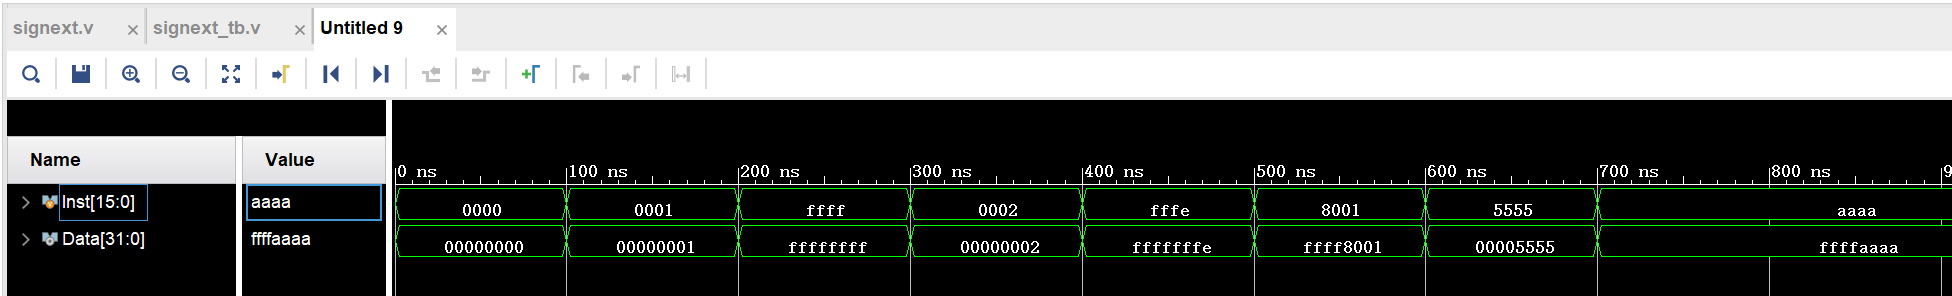 signext.v signext_tb.v Untitled 9
Name Value
0 ns 100 ns 200 ns 300 ns 400 ns 500 ns 600 ns 700 ns 800 ns 9
Inst[15:0] aaaa 0000 0001 ffff 0002 fffe 8001 5555 aaaa
Data[31:0] ffffaaaa 00000000 00000001 ffffffff 00000002 fffffffe ffff8001 00005555 ffffaaaa